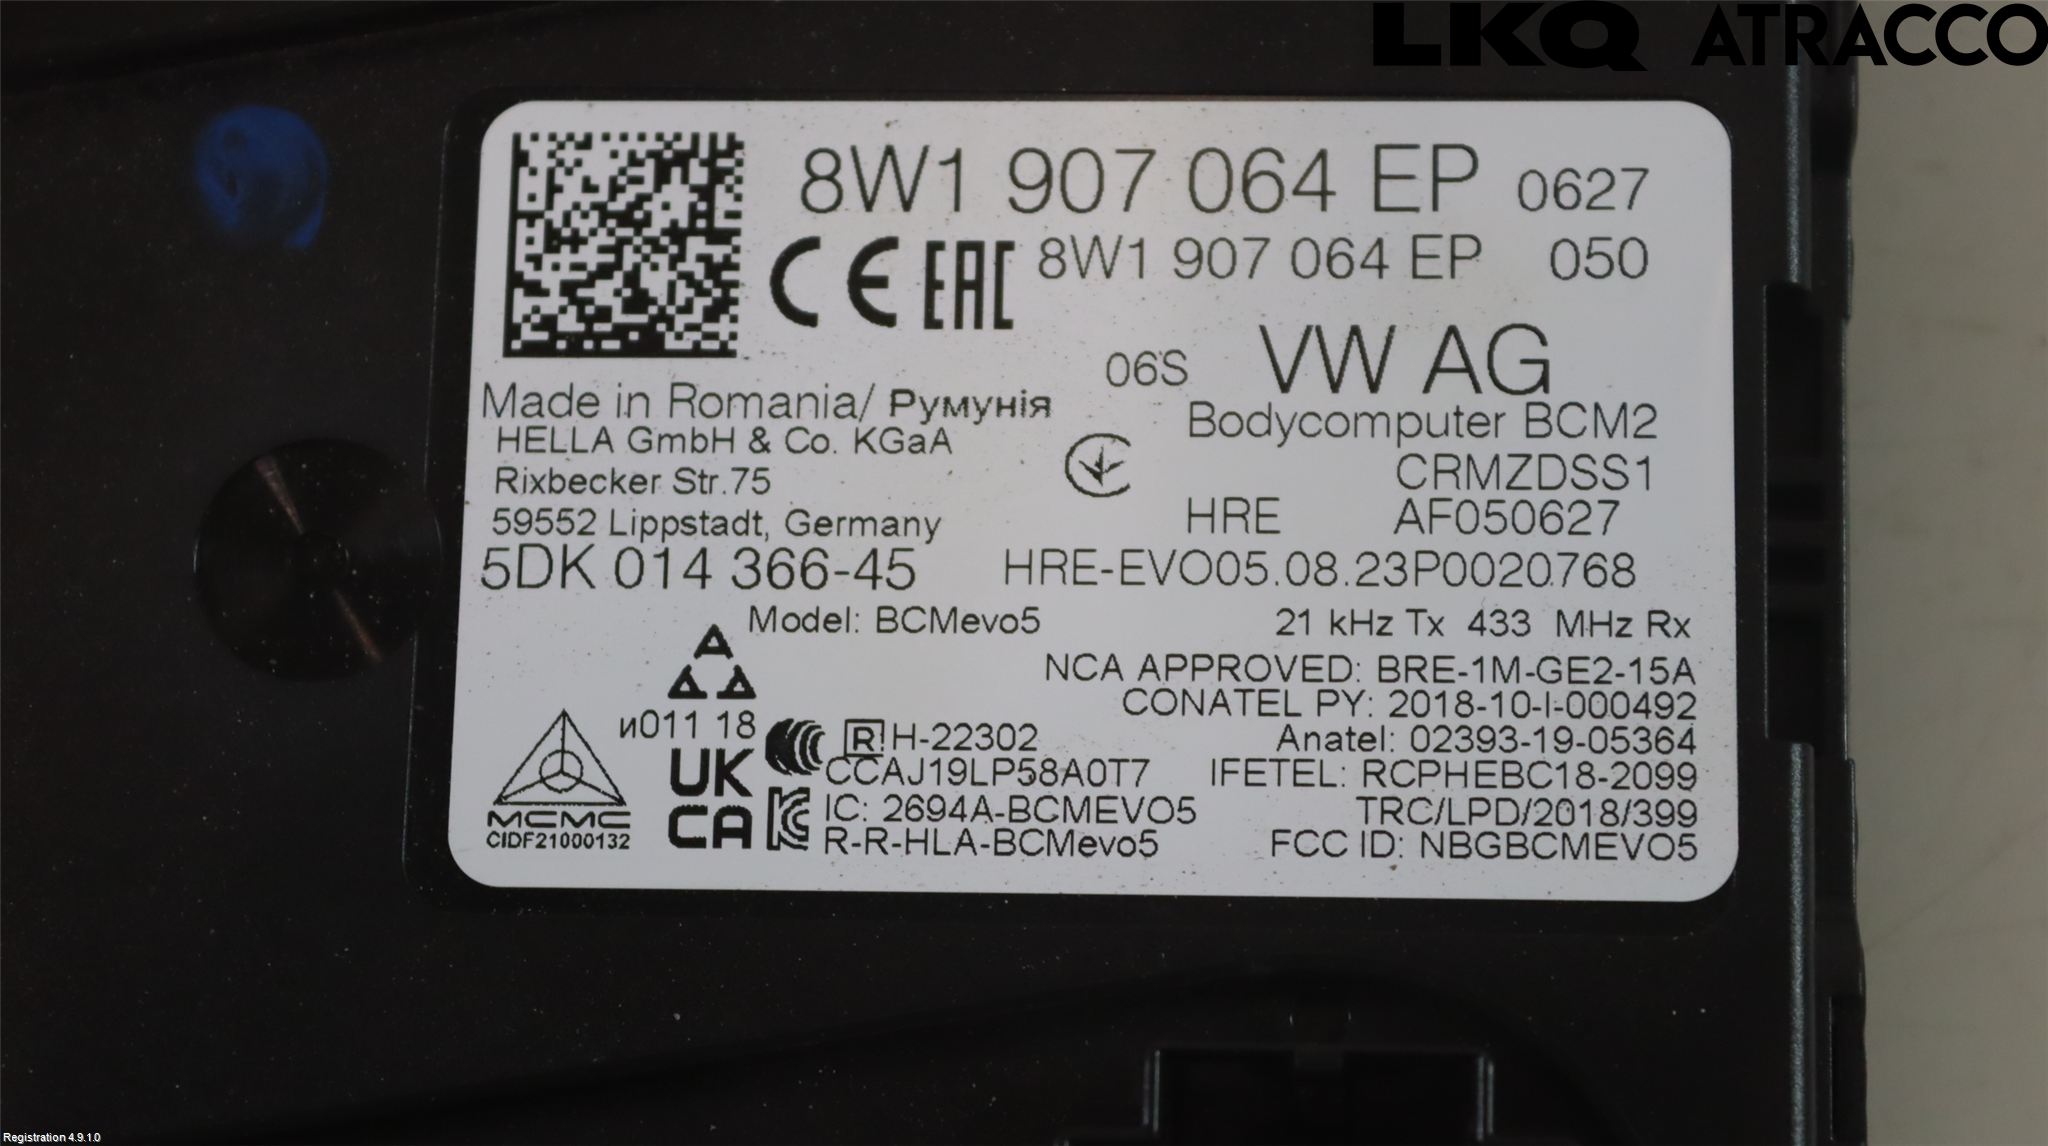 LKQ ATRACCO
8W1 907 064 EP 0627
CE EAC 8W1 907 064 EP 050
06S VW AG
Made in Romania/ Румунія
Bodycomputer BCM2
HELLA GmbH & Co. KGaA
CRMZDSS1
Rixbecker Str.75
HRE AF050627
59552 Lippstadt, Germany
5DK 014 366-45 HRE-EVO05.08.23P0020768
Model: BCMevo5 21 kHz Tx 433 MHz Rx
NCA APPROVED: BRE-1M-GE2-15A
CONATEL PY: 2018-10-I-000492
и011 18
R H-22302 Anatel: 02393-19-05364
UK CA
CCAJ19LP58A0T7 IFETEL: RCPHEBC18-2099
IC: 2694A-BCMEVO5 TRC/LPD/2018/399
MCMC
CIDF21000132
R-R-HLA-BCMevo5 FCC ID: NBGBCMEVO5
Registration 4.9.1.0